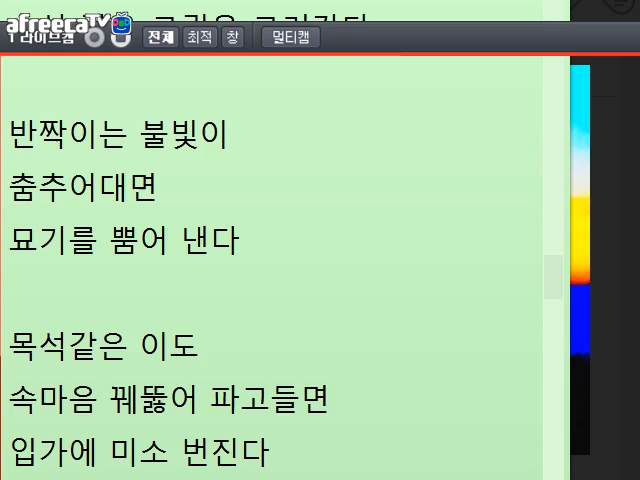 afreecaTV
1 라이브캠 전체 최적 창 멀티캠
반짝이는 불빛이
춤추어대면
묘기를 뿜어 낸다
목석같은 이도
속마음 꿰뚫어 파고들면
입가에 미소 번진다